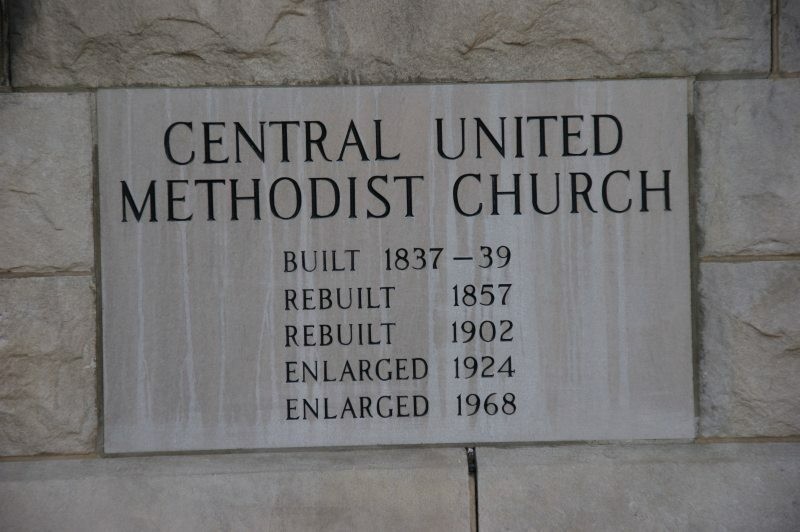 CENTRAL UNITED
METHODIST CHURCH
BUILT 1837-39
REBUILT 1857
REBUILT 1902
ENLARGED 1924
ENLARGED 1968